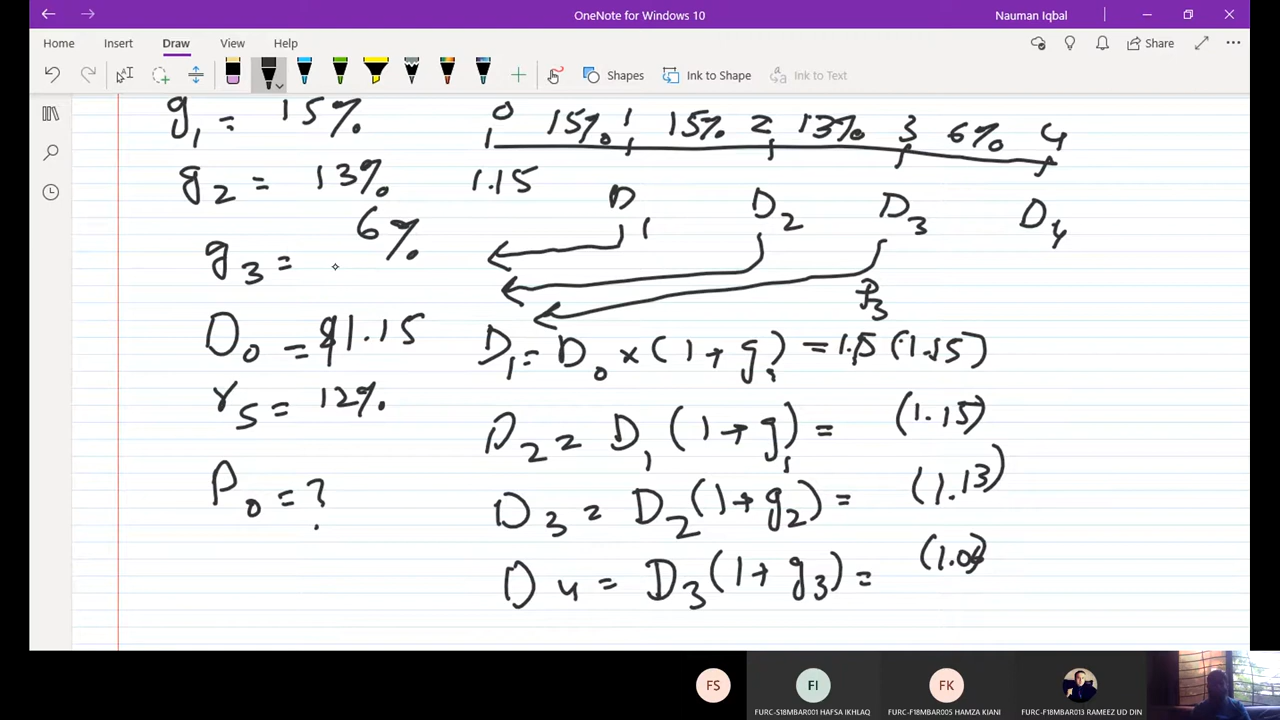 OneNote for Windows 10
Nauman Iqbal
Home Insert Draw View Help
Share
Shapes Ink to Shape Ink to Text
g1 = 15%
0 15% 1 15% 2 13% 3 6% 4
g2 = 13%
1.15 D1 D2 D3 D4
g3 = 6%
P3
D0 = $1.15
D1 = D0 × (1 + g1) = 1.15 (1.15)
rs = 12%
D2 = D1 (1 + g1) = (1.15)
P0 = ?
D3 = D2 (1 + g2) = (1.13)
D4 = D3 (1 + g3) = (1.06)
FS FI FK
FURC-S18MBAR001 HAFSA IKHLAQ
FURC-F18MBAR005 HAMZA KIANI
FURC-F18MBAR013 RAMEEZ UD DIN